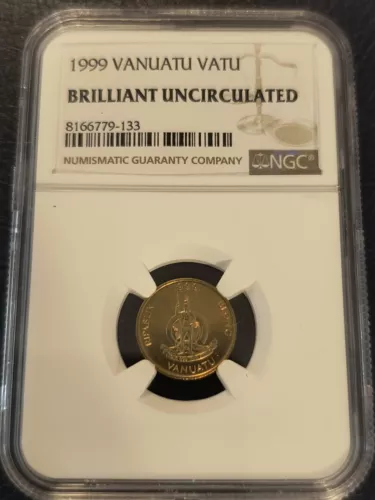 1999 VANUATU VATU
BRILLIANT UNCIRCULATED
8166779-133
NUMISMATIC GUARANTY COMPANY
NGC®
VANUATU